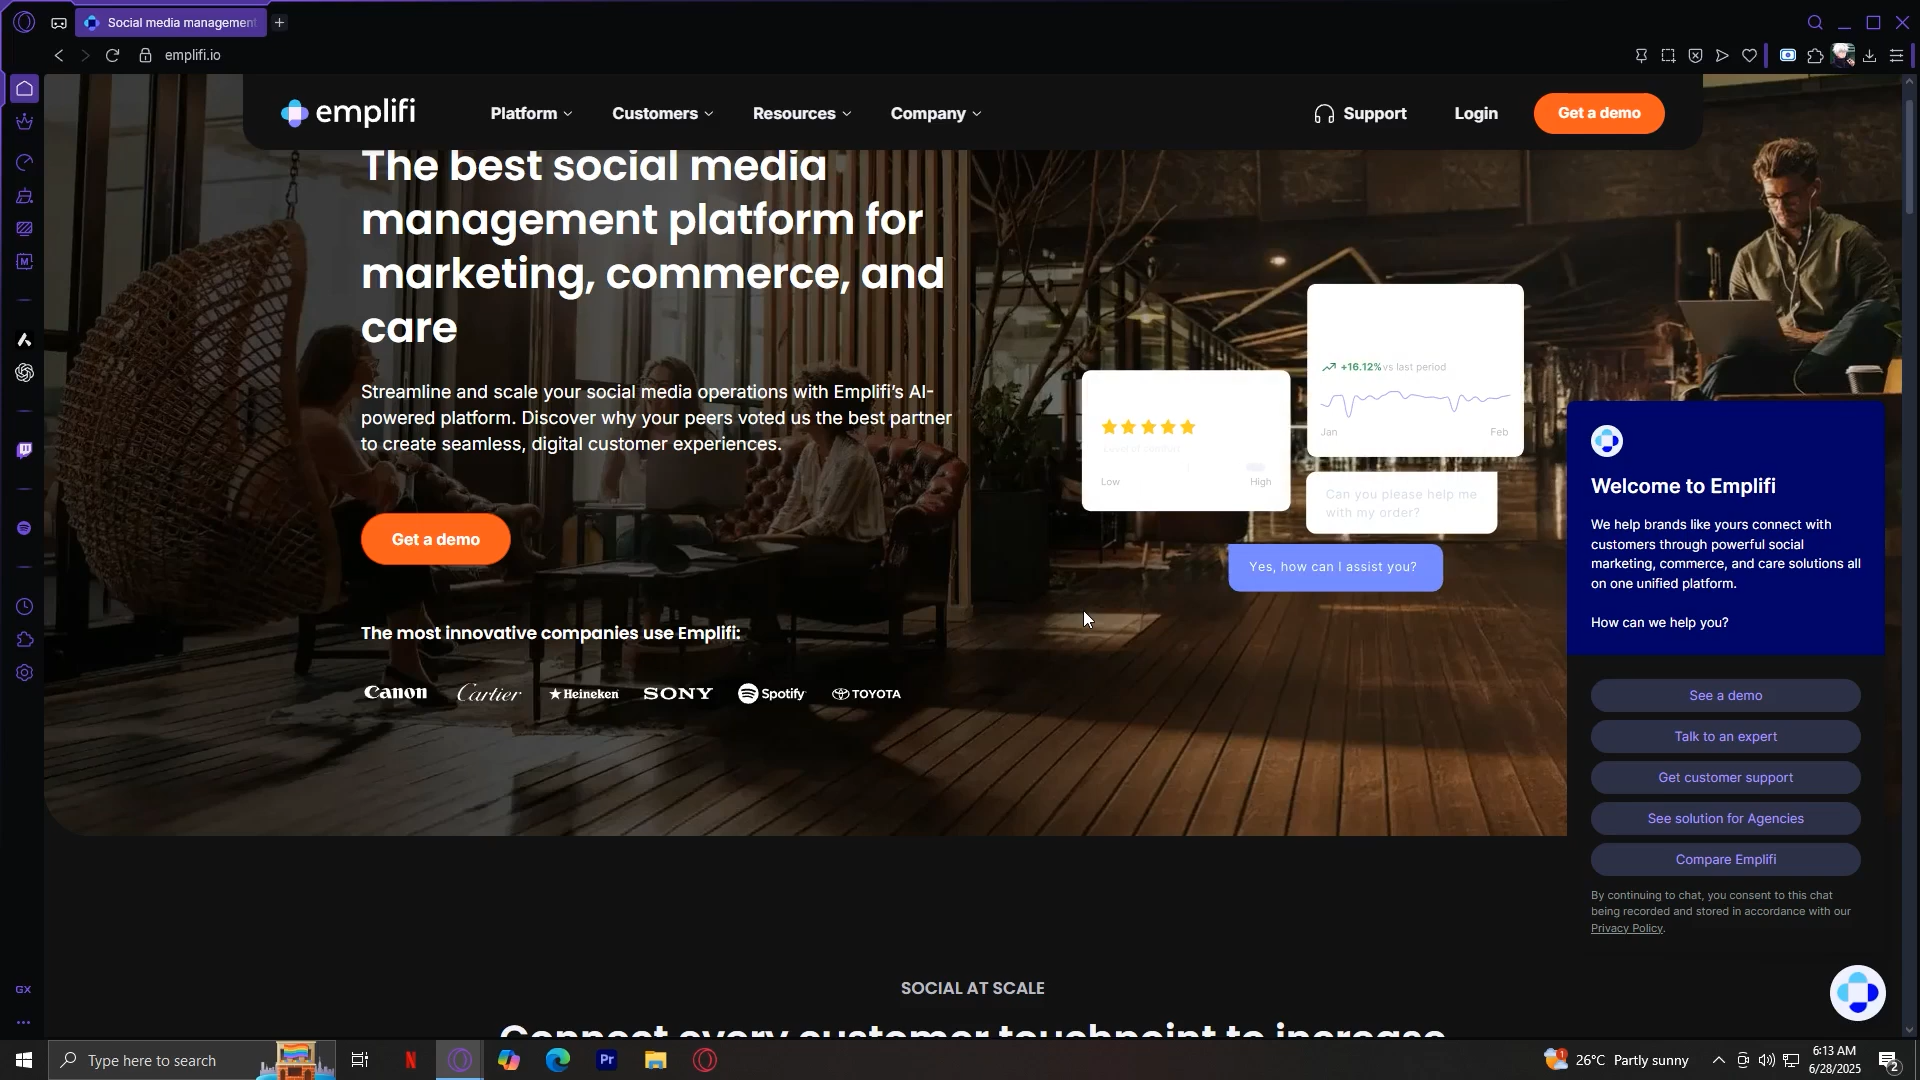 Social media management
emplifi.io
emplifi
Platform
Customers
Resources
Company
Support
Login
Get a demo
The best social media
management platform for
marketing, commerce, and
care
Streamline and scale your social media operations with Emplifi's AI-
powered platform. Discover why your peers voted us the best partner
to create seamless, digital customer experiences.
Get a demo
The most innovative companies use Emplifi:
Canon
Cartier
Heineken
SONY
Spotify
TOYOTA
+16.12% vs last period
Jan
Feb
Low
High
Can you please help me
with my order?
Yes, how can I assist you?
Welcome to Emplifi
We help brands like yours connect with
customers through powerful social
marketing, commerce, and care solutions all
on one unified platform.
How can we help you?
See a demo
Talk to an expert
Get customer support
See solution for Agencies
Compare Emplifi
By continuing to chat, you consent to this chat
being recorded and stored in accordance with our
Privacy Policy.
SOCIAL AT SCALE
Connect every customer touchpoint to increase
GX
Type here to search
Pr
26°C Partly sunny
6:13 AM
6/28/2025
2